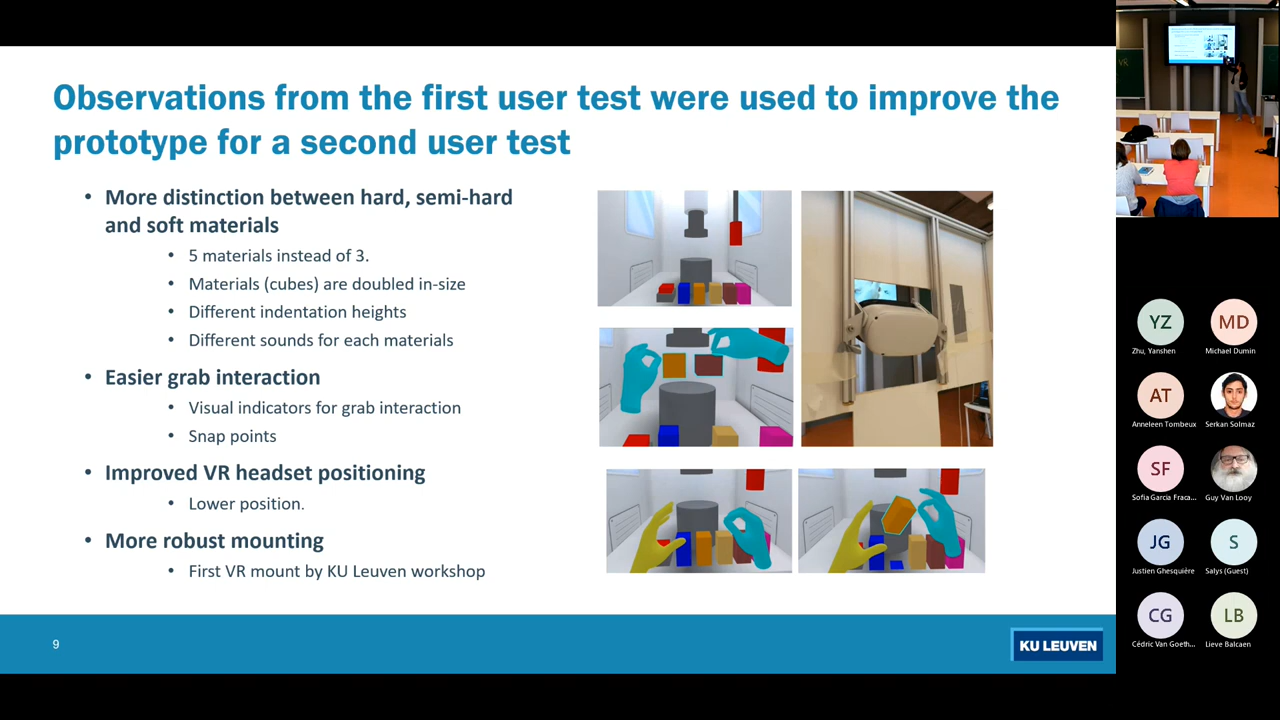 Observations from the first user test were used to improve the
prototype for a second user test
• More distinction between hard, semi-hard
and soft materials
• 5 materials instead of 3.
• Materials (cubes) are doubled in-size
• Different indentation heights
• Different sounds for each materials
• Easier grab interaction
• Visual indicators for grab interaction
• Snap points
• Improved VR headset positioning
• Lower position.
• More robust mounting
• First VR mount by KU Leuven workshop
9
KU LEUVEN
YZ
Zhu, Yanshen
MD
Michael Dumin
AT
Anneleen Tombeux
Serkan Solmaz
SF
Sofia Garcia Fraca...
Guy Van Looy
JG
Justien Ghesquière
S
Salys (Guest)
CG
Cédric Van Goeth...
LB
Lieve Balcaen